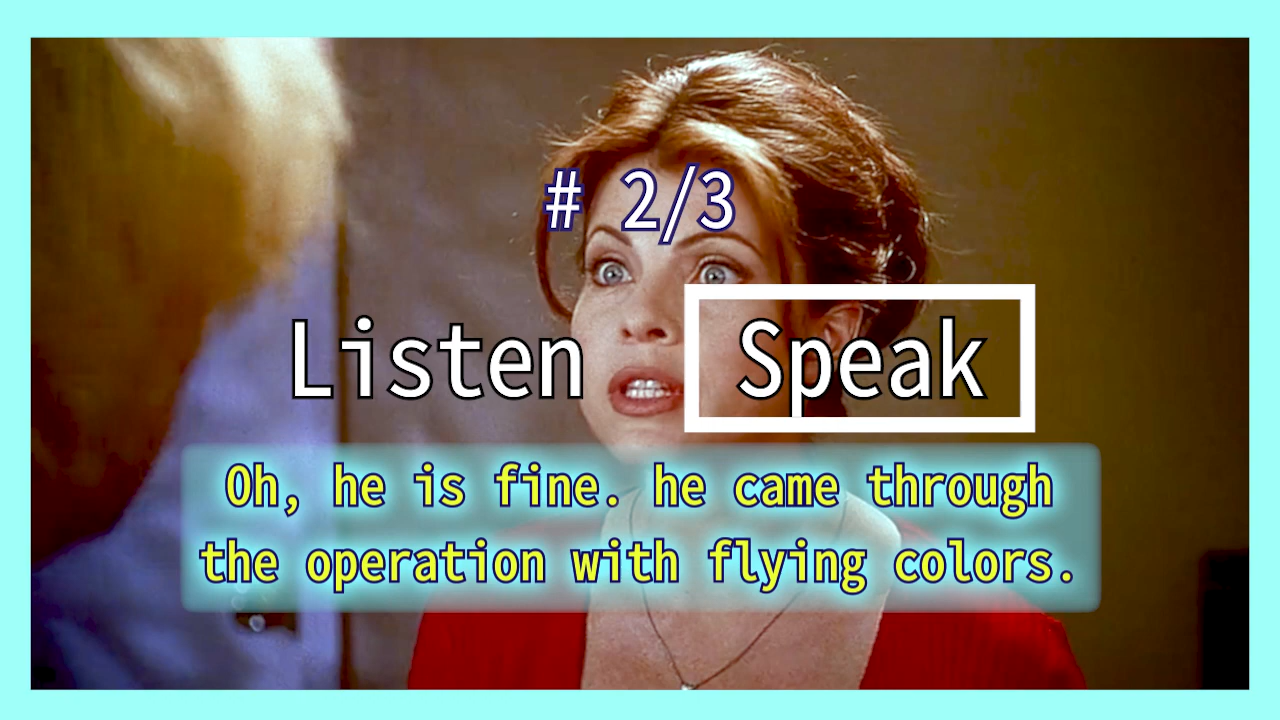 # 2/3
Listen Speak
Oh, he is fine. he came through
the operation with flying colors.